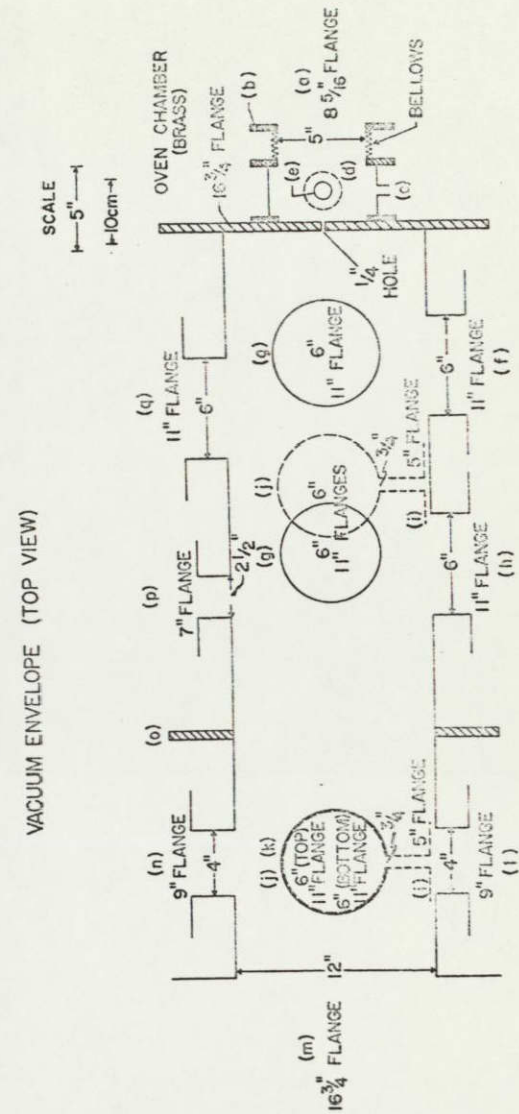 VACUUM ENVELOPE (TOP VIEW)
SCALE
5"
10cm
(n)
9" FLANGE
4"
(o)
(p)
7" FLANGE
2 1/2"
(q)
11" FLANGE
6"
16 3/4" FLANGE
OVEN CHAMBER
(BRASS)
(m)
16 3/4" FLANGE
12"
(j) (k)
6" (TOP)
11" FLANGE
6" (BOTTOM)
11" FLANGE
3/4"
(i)
5" FLANGE
(g)
6"
11" FLANGES
(j)
6"
3/4"
(i)
5" FLANGE
(g)
6"
11" FLANGE
1/4"
HOLE
(e)
(d)
(c)
5"
(b)
(a)
8 5/16" FLANGE
BELLOWS
4"
9" FLANGE
(l)
6"
11" FLANGE
(h)
6"
11" FLANGE
(f)